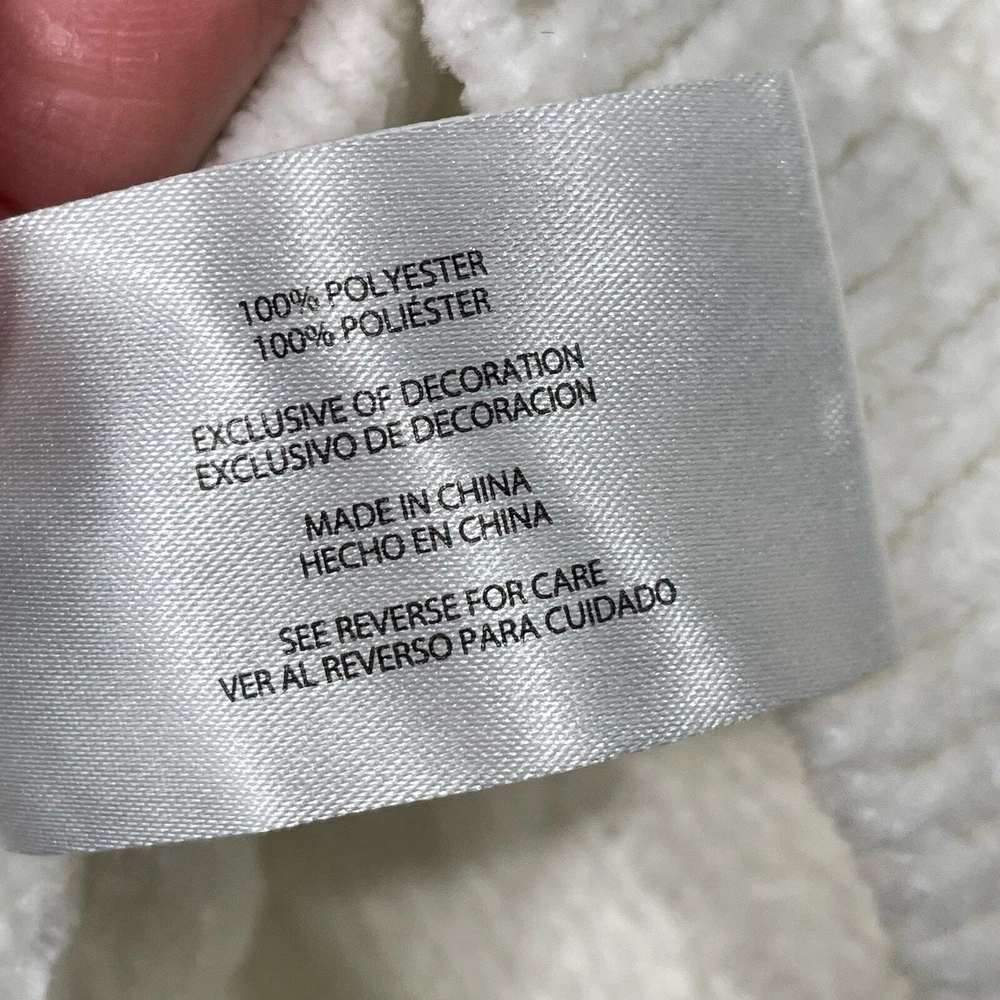 100% POLYESTER
100% POLIÉSTER
EXCLUSIVE OF DECORATION
EXCLUSIVO DE DECORACION
MADE IN CHINA
HECHO EN CHINA
SEE REVERSE FOR CARE
VER AL REVERSO PARA CUIDADO